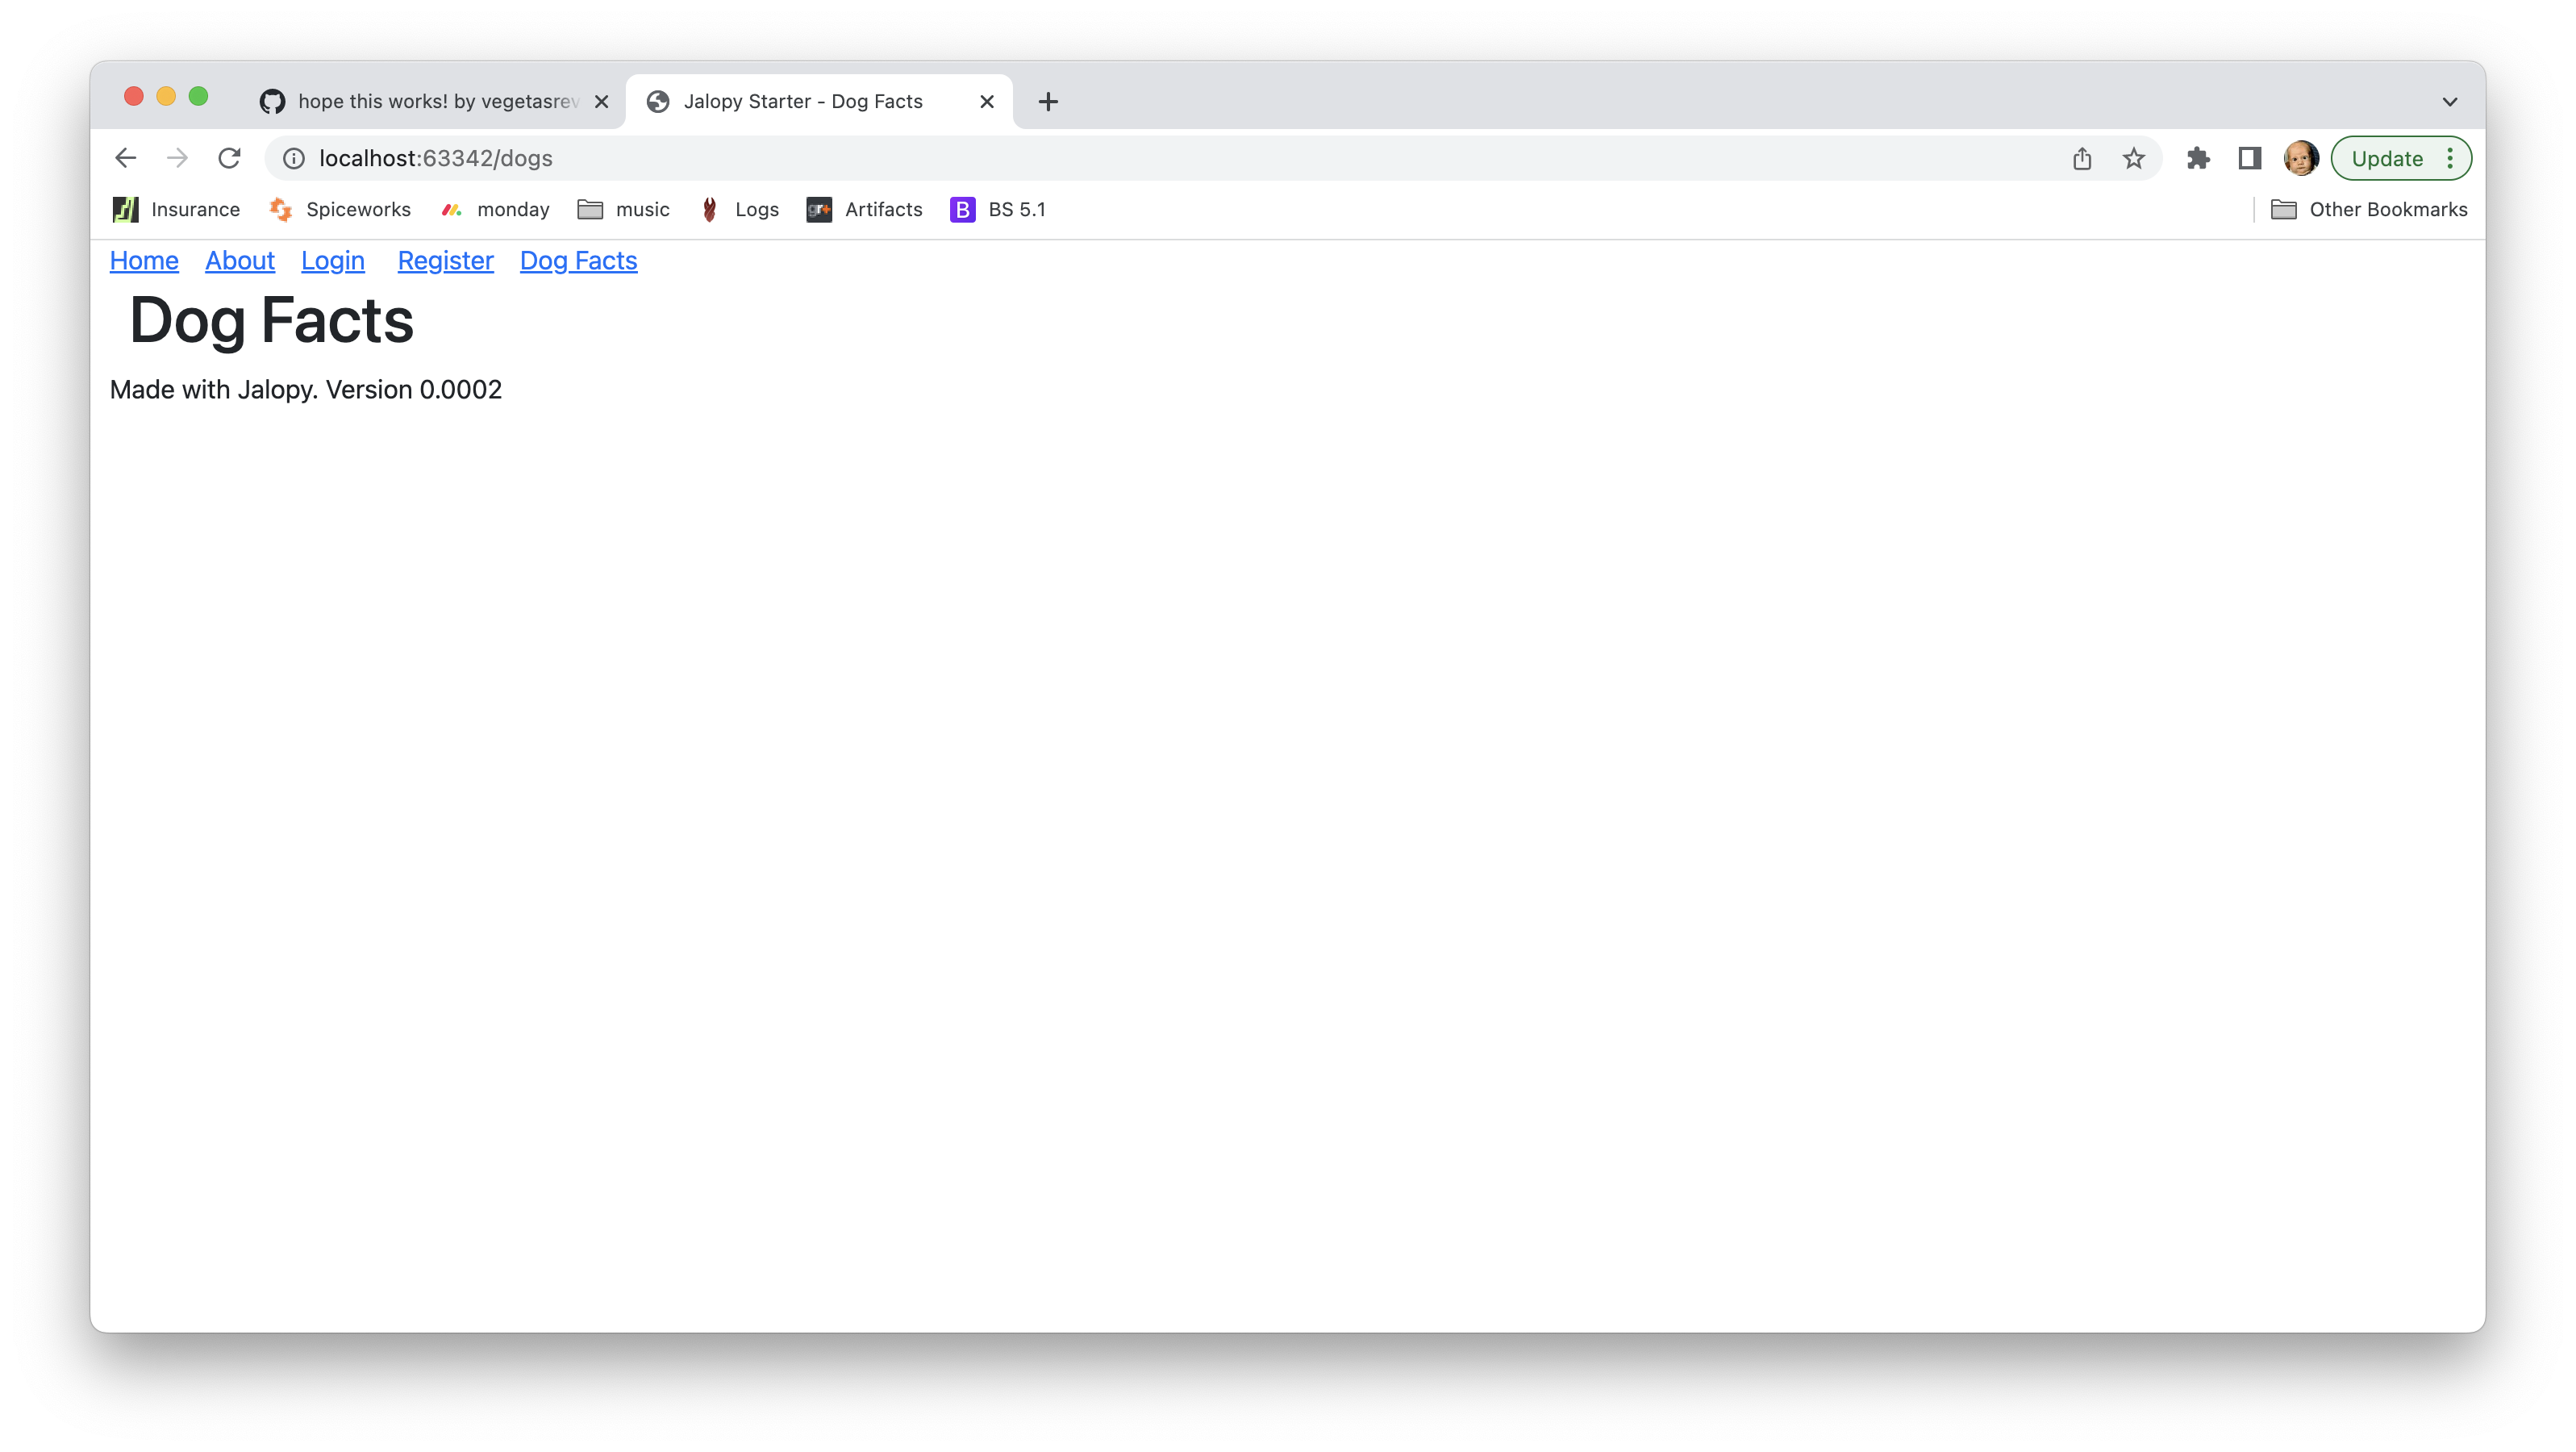 hope this works! by vegetasrev
Jalopy Starter - Dog Facts
localhost:63342/dogs
Update
Insurance
Spiceworks
monday
music
Logs
gr+
Artifacts
B
BS 5.1
Other Bookmarks
Home
About
Login
Register
Dog Facts
Dog Facts
Made with Jalopy. Version 0.0002